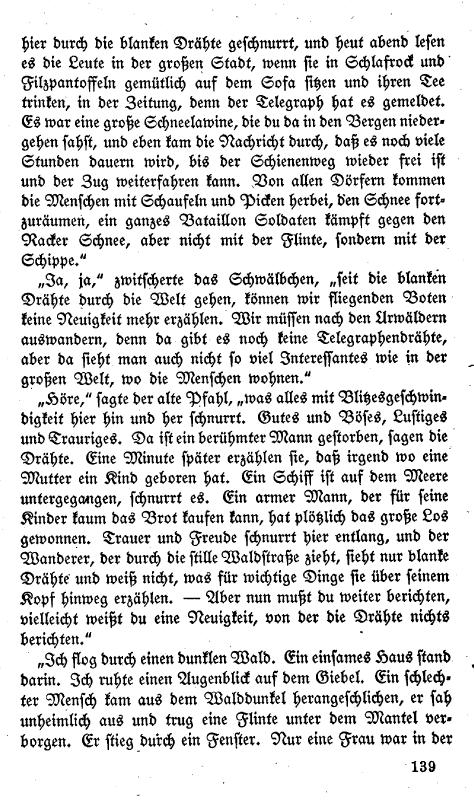 hier durch die blanken Drähte geschnurrt, und heut abend lesen
es die Leute in der großen Stadt, wenn sie in Schlafrock und
Filzpantoffeln gemütlich auf dem Sofa sitzen und ihren Tee
trinken, in der Zeitung, denn der Telegraph hat es gemeldet.
Es war eine große Schneelawine, die du da in den Bergen nieder-
gehen sahst, und eben kam die Nachricht durch, daß es noch viele
Stunden dauern wird, bis der Schienenweg wieder frei ist
und der Zug weiterfahren kann. Von allen Dörfern kommen
die Menschen mit Schaufeln und Picken herbei, den Schnee fort-
zuräumen, ein ganzes Bataillon Soldaten kämpft gegen den
Racker Schnee, aber nicht mit der Flinte, sondern mit der
Schippe.“
„Ja, ja,“ zwitscherte das Schwälbchen, „seit die blanken
Drähte durch die Welt gehen, können wir fliegenden Boten
keine Neuigkeit mehr erzählen. Wir müssen nach den Urwäldern
auswandern, denn da gibt es noch keine Telegraphendrähte,
aber da sieht man auch nicht so viel Interessantes wie in der
großen Welt, wo die Menschen wohnen.“
„Höre,“ sagte der alte Pfahl, „was alles mit Blitzesgeschwin-
digkeit hier hin und her schnurrt. Gutes und Böses, Lustiges
und Trauriges. Da ist ein berühmter Mann gestorben, sagen die
Drähte. Eine Minute später erzählen sie, daß irgend wo eine
Mutter ein Kind geboren hat. Ein Schiff ist auf dem Meere
untergegangen, schnurrt es. Ein armer Mann, der für seine
Kinder kaum das Brot kaufen kann, hat plötzlich das große Los
gewonnen. Trauer und Freude schnurrt hier entlang, und der
Wanderer, der durch die stille Waldstraße zieht, sieht nur blanke
Drähte und weiß nicht, was für wichtige Dinge sie über seinem
Kopf hinweg erzählen. — Aber nun mußt du weiter berichten,
vielleicht weißt du eine Neuigkeit, von der die Drähte nichts
berichten.“
„Ich flog durch einen dunklen Wald. Ein einsames Haus stand
darin. Ich ruhte einen Augenblick auf dem Giebel. Ein schlech-
ter Mensch kam aus dem Walddunkel herangeschlichen, er sah
unheimlich aus und trug eine Flinte unter dem Mantel ver-
borgen. Er stieg durch ein Fenster. Nur eine Frau war in der
139